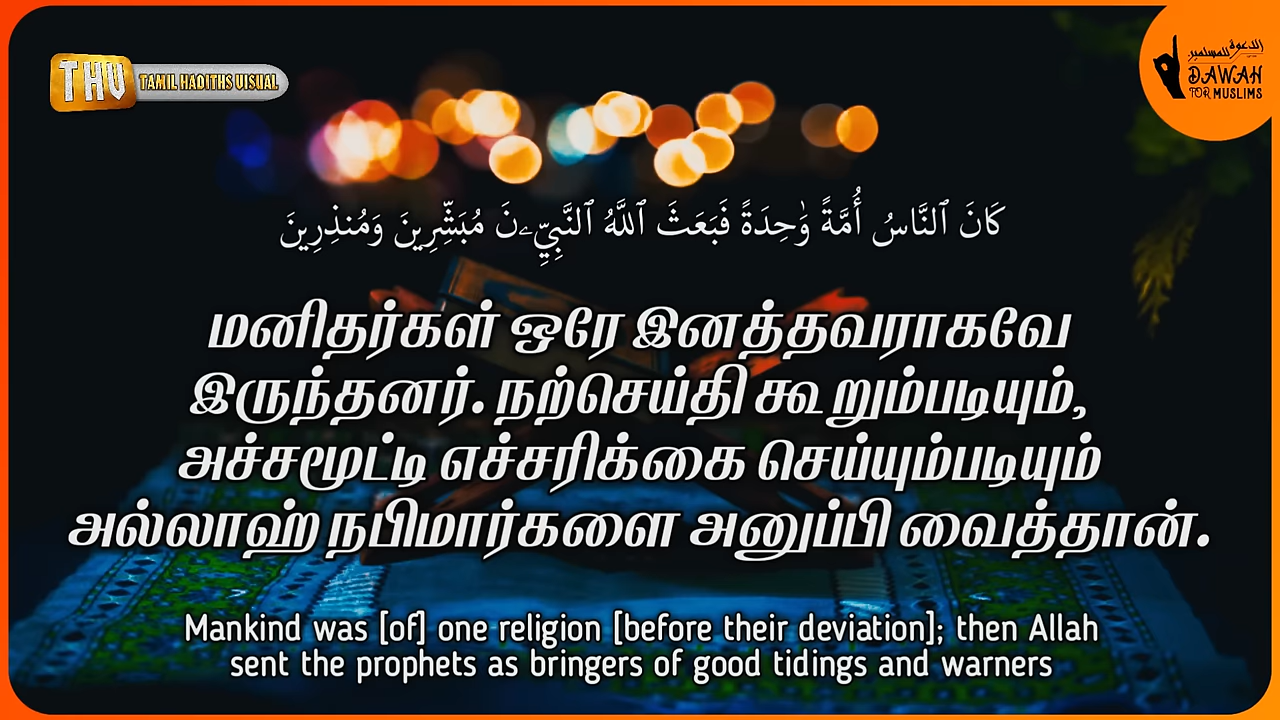 THV TAMIL HADITHS VISUAL
الدعوة للمسلمين
DAWAH
FOR MUSLIMS
كَانَ ٱلنَّاسُ أُمَّةً وَٰحِدَةً فَبَعَثَ ٱللَّهُ ٱلنَّبِيِّـۧنَ مُبَشِّرِينَ وَمُنذِرِينَ
மனிதர்கள் ஒரே இனத்தவராகவே
இருந்தனர். நற்செய்தி கூறும்படியும்,
அச்சமூட்டி எச்சரிக்கை செய்யும்படியும்
அல்லாஹ் நபிமார்களை அனுப்பி வைத்தான்.
Mankind was [of] one religion [before their deviation]; then Allah
sent the prophets as bringers of good tidings and warners